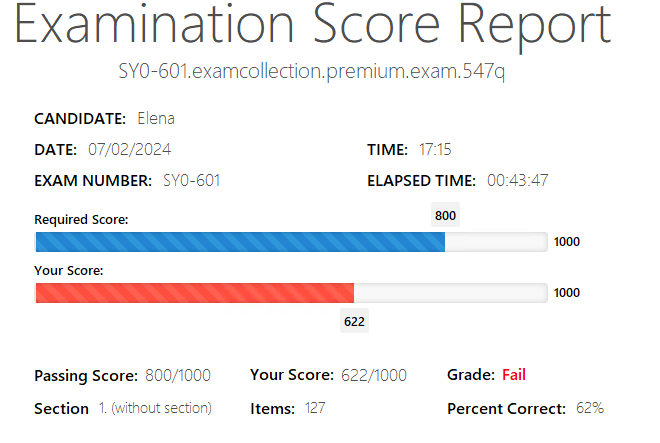 Examination Score Report
SY0-601.examcollection.premium.exam.547q
CANDIDATE: Elena
DATE: 07/02/2024 TIME: 17:15
EXAM NUMBER: SY0-601 ELAPSED TIME: 00:43:47
Required Score: 800
1000
Your Score:
1000
622
Passing Score: 800/1000 Your Score: 622/1000 Grade: Fail
Section 1. (without section) Items: 127 Percent Correct: 62%